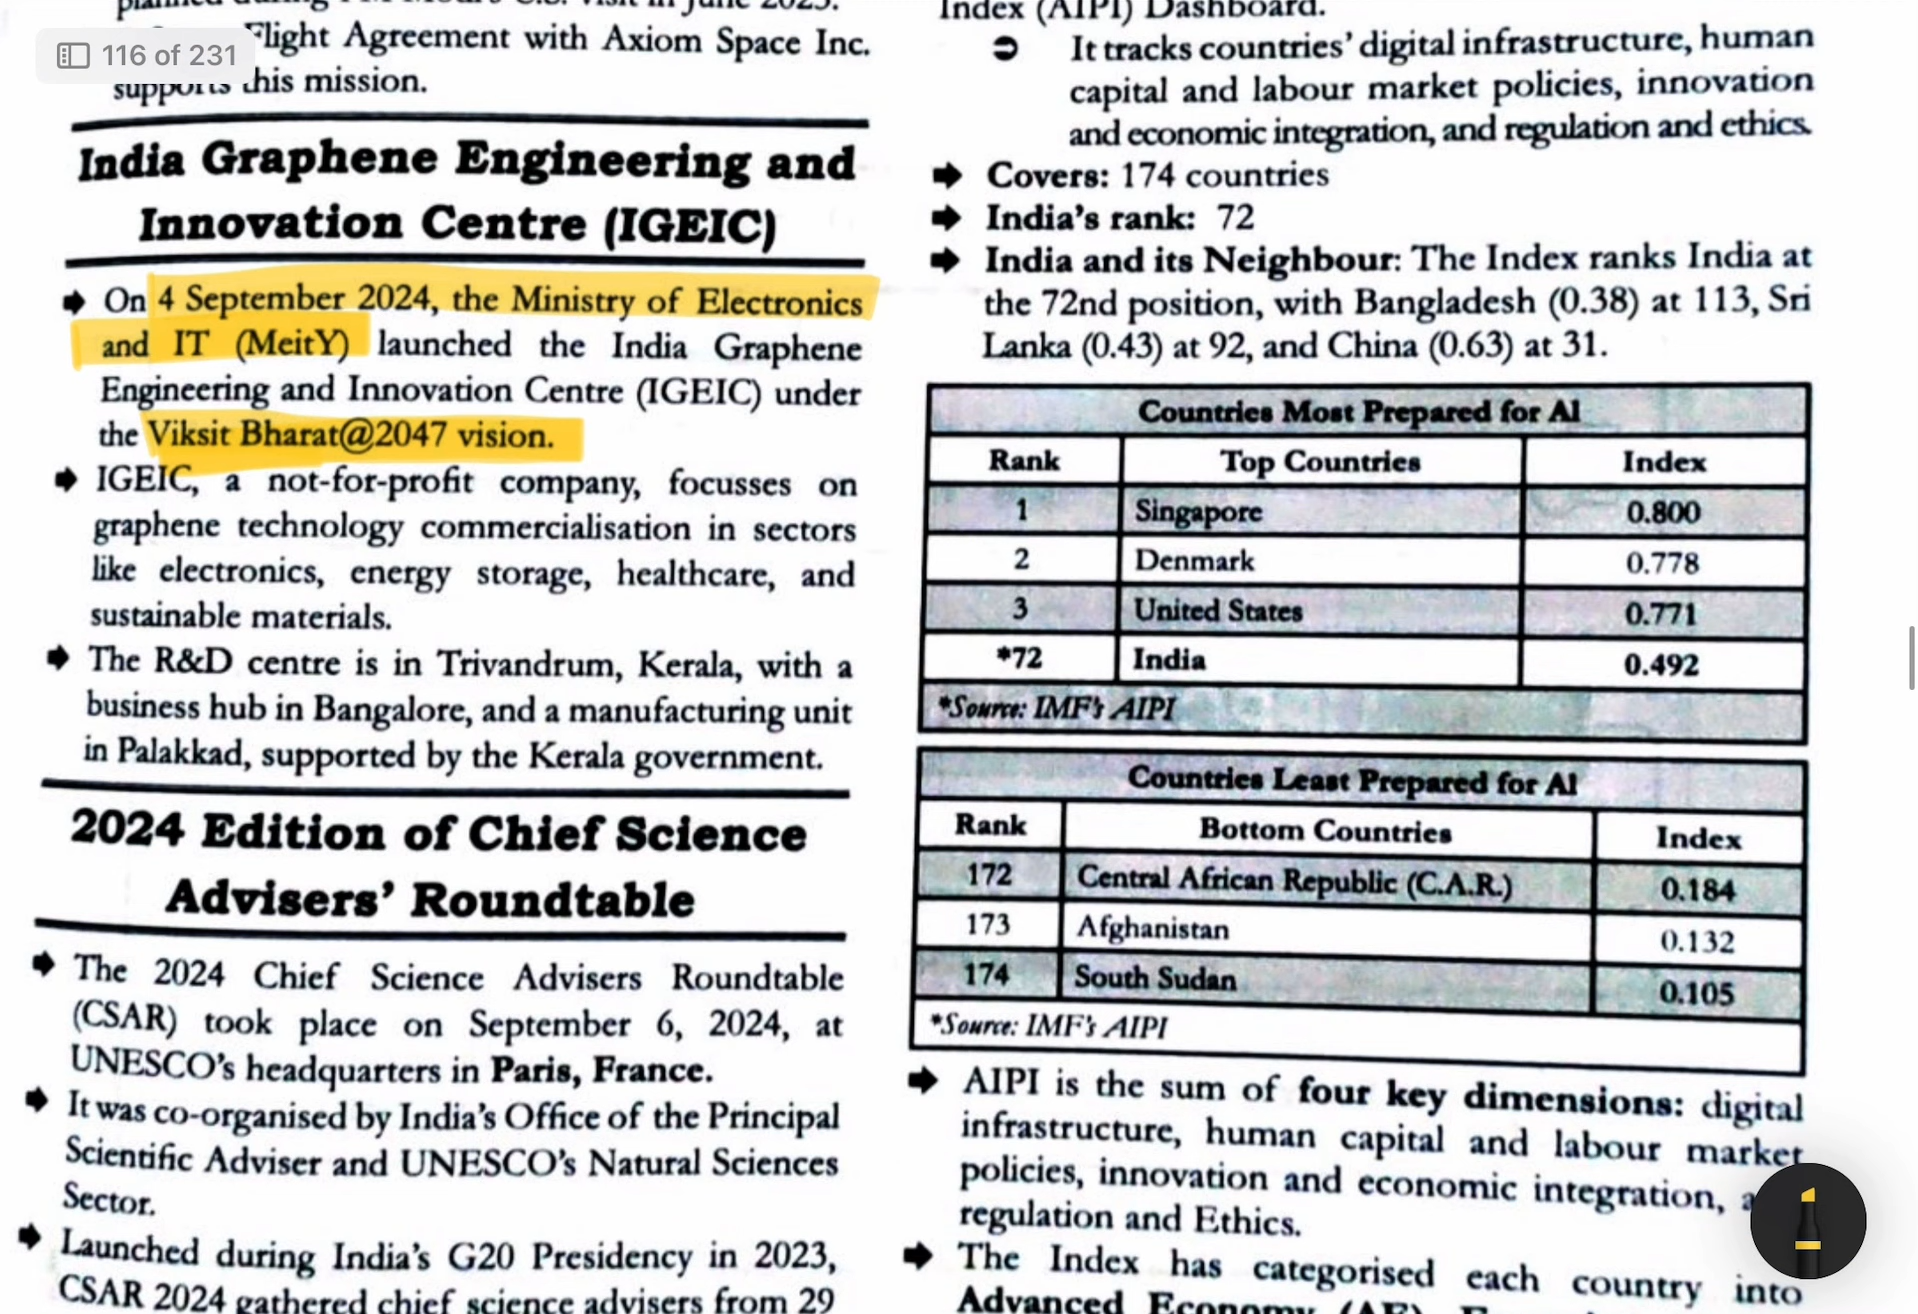 116 of 231
Flight Agreement with Axiom Space Inc.
supports this mission.
India Graphene Engineering and
Innovation Centre (IGEIC)
On 4 September 2024, the Ministry of Electronics
and IT (MeitY) launched the India Graphene
Engineering and Innovation Centre (IGEIC) under
the Viksit Bharat@2047 vision.
IGEIC, a not-for-profit company, focusses on
graphene technology commercialisation in sectors
like electronics, energy storage, healthcare, and
sustainable materials.
The R&D centre is in Trivandrum, Kerala, with a
business hub in Bangalore, and a manufacturing unit
in Palakkad, supported by the Kerala government.
2024 Edition of Chief Science
Advisers' Roundtable
The 2024 Chief Science Advisers Roundtable
(CSAR) took place on September 6, 2024, at
UNESCO's headquarters in Paris, France.
It was co-organised by India's Office of the Principal
Scientific Adviser and UNESCO's Natural Sciences
Sector.
Launched during India's G20 Presidency in 2023,
CSAR 2024 gathered chief science advisers from 29
Index (AIPI) Dashboard.
It tracks countries' digital infrastructure, human
capital and labour market policies, innovation
and economic integration, and regulation and ethics.
Covers: 174 countries
India's rank: 72
India and its Neighbour: The Index ranks India at
the 72nd position, with Bangladesh (0.38) at 113, Sri
Lanka (0.43) at 92, and China (0.63) at 31.
Countries Most Prepared for AI
Rank Top Countries Index
1 Singapore 0.800
2 Denmark 0.778
3 United States 0.771
*72 India 0.492
*Source: IMF's AIPI
Countries Least Prepared for AI
Rank Bottom Countries Index
172 Central African Republic (C.A.R.) 0.184
173 Afghanistan 0.132
174 South Sudan 0.105
*Source: IMF's AIPI
AIPI is the sum of four key dimensions: digital
infrastructure, human capital and labour market
policies, innovation and economic integration,
regulation and Ethics.
The Index has categorised each country into
Advanced Economy (AE),